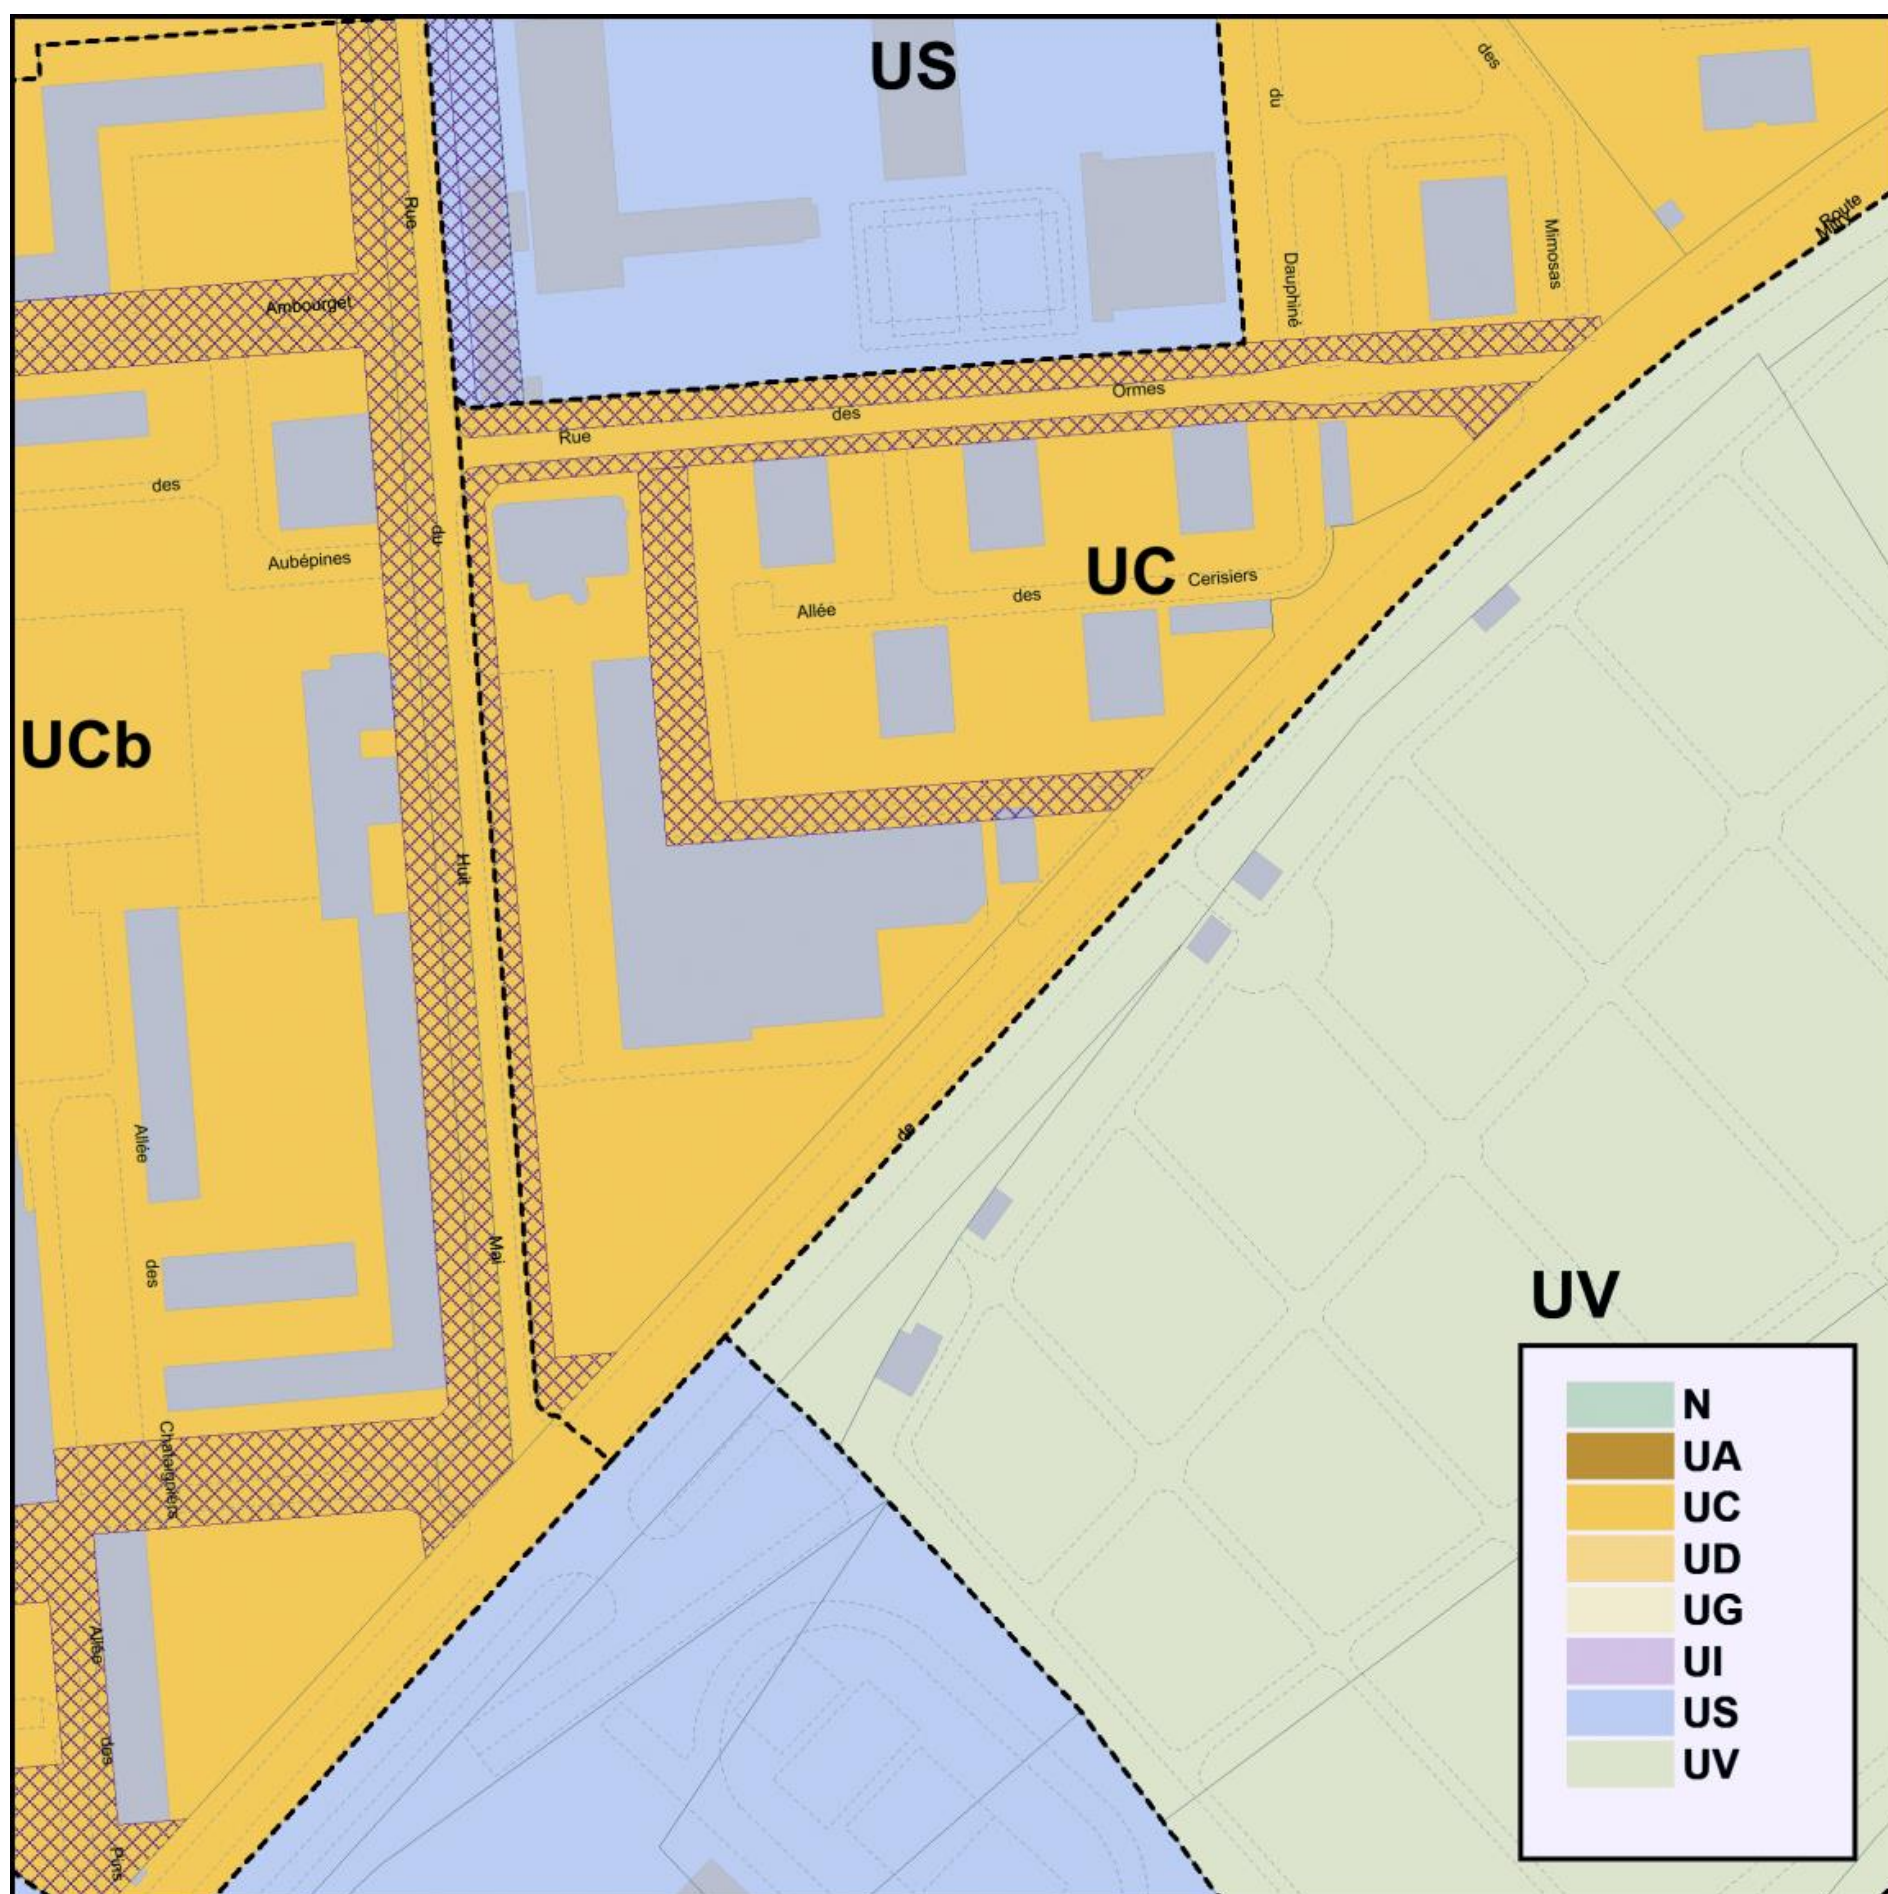 US
des
du
Rue
Route
Mitry
Mimosas
Dauphiné
Ambourget
Ormes
des
Rue
des
du
Aubépines
UC
Cerisiers
des
Allée
UCb
Huit
de
Allée
Mai
des
UV
N
UA
UC
UD
UG
UI
US
UV
Chataigniers
Allée
des
Pins